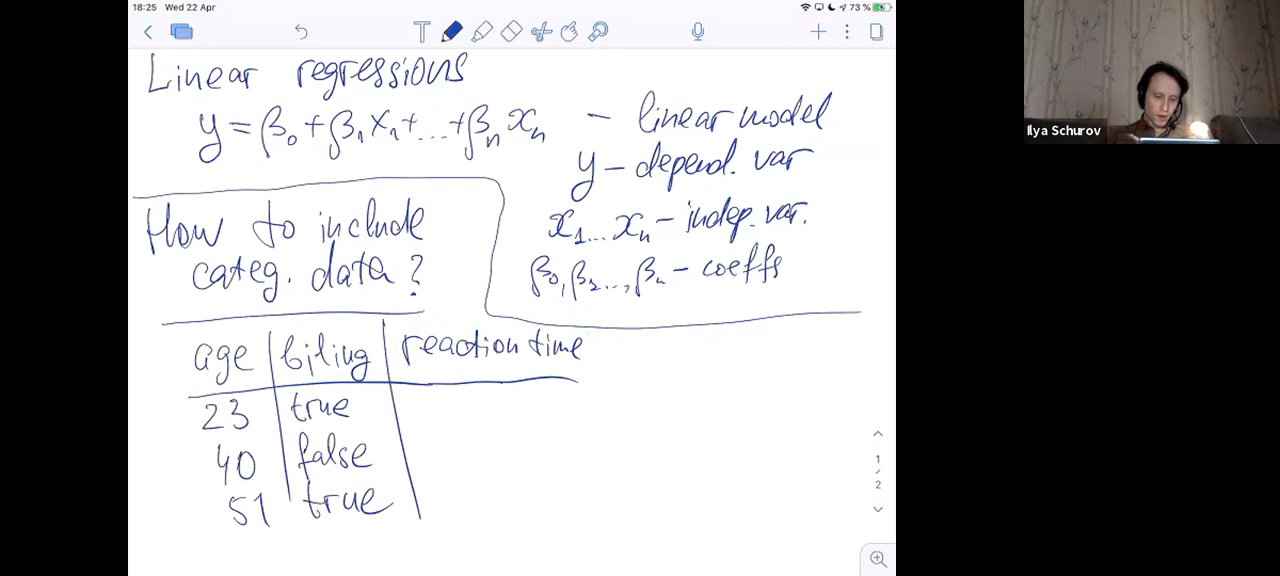 18:25 Wed 22 Apr
73 %
Linear regressions
y = β₀ + β₁x₁ + ... + βₙxₙ – linear model
y – depend. var
x₁ ... xₙ – indep. var.
β₀, β₁ ..., βₙ – coeffs
How to include
categ. data?
age | biling | reaction time
23 | true
40 | false
51 | true
1
/
2
Ilya Schurov